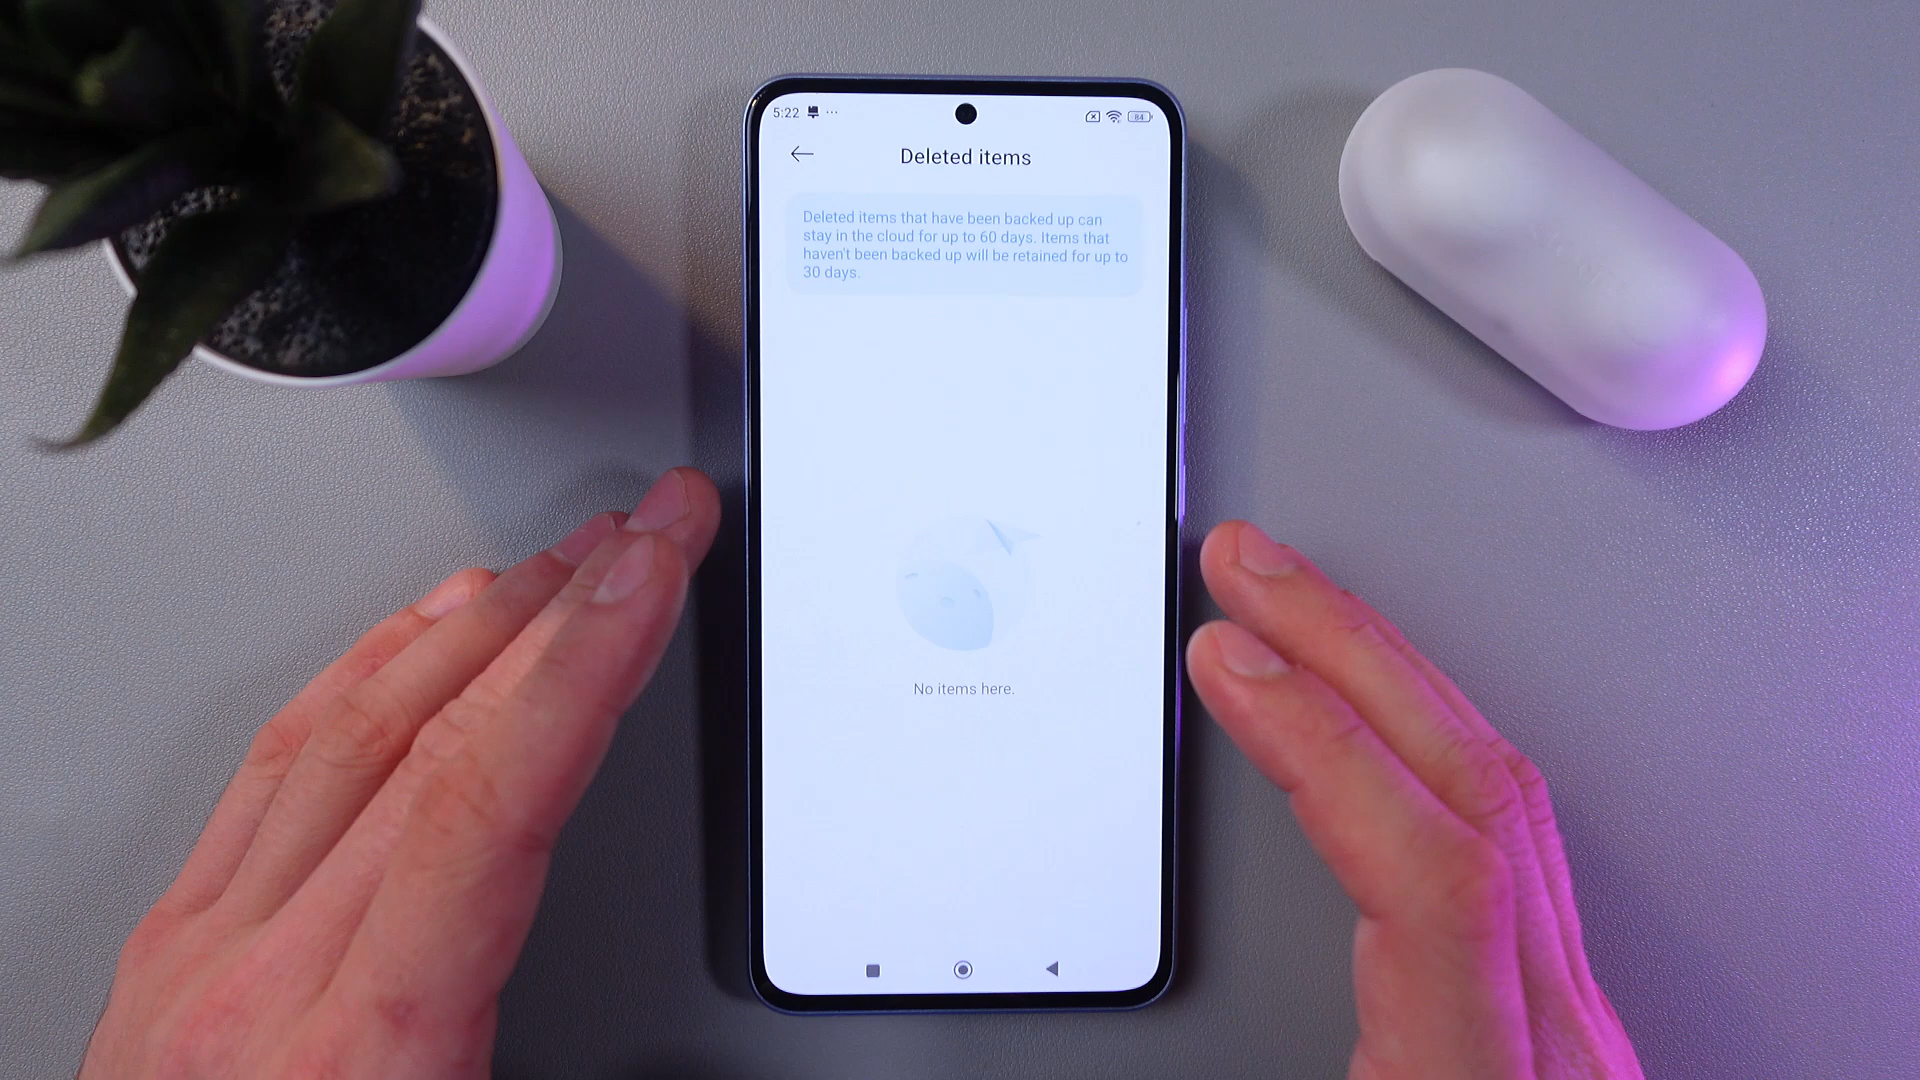 5:22
84
Deleted items
Deleted items that have been backed up can
stay in the cloud for up to 60 days. Items that
haven't been backed up will be retained for up to
30 days.
No items here.